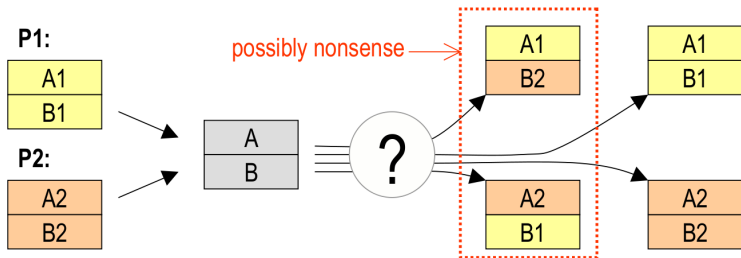 P1:
A1
B1
P2:
A2
B2
A
B
?
possibly nonsense
A1
B2
A2
B1
A1
B1
A2
B2